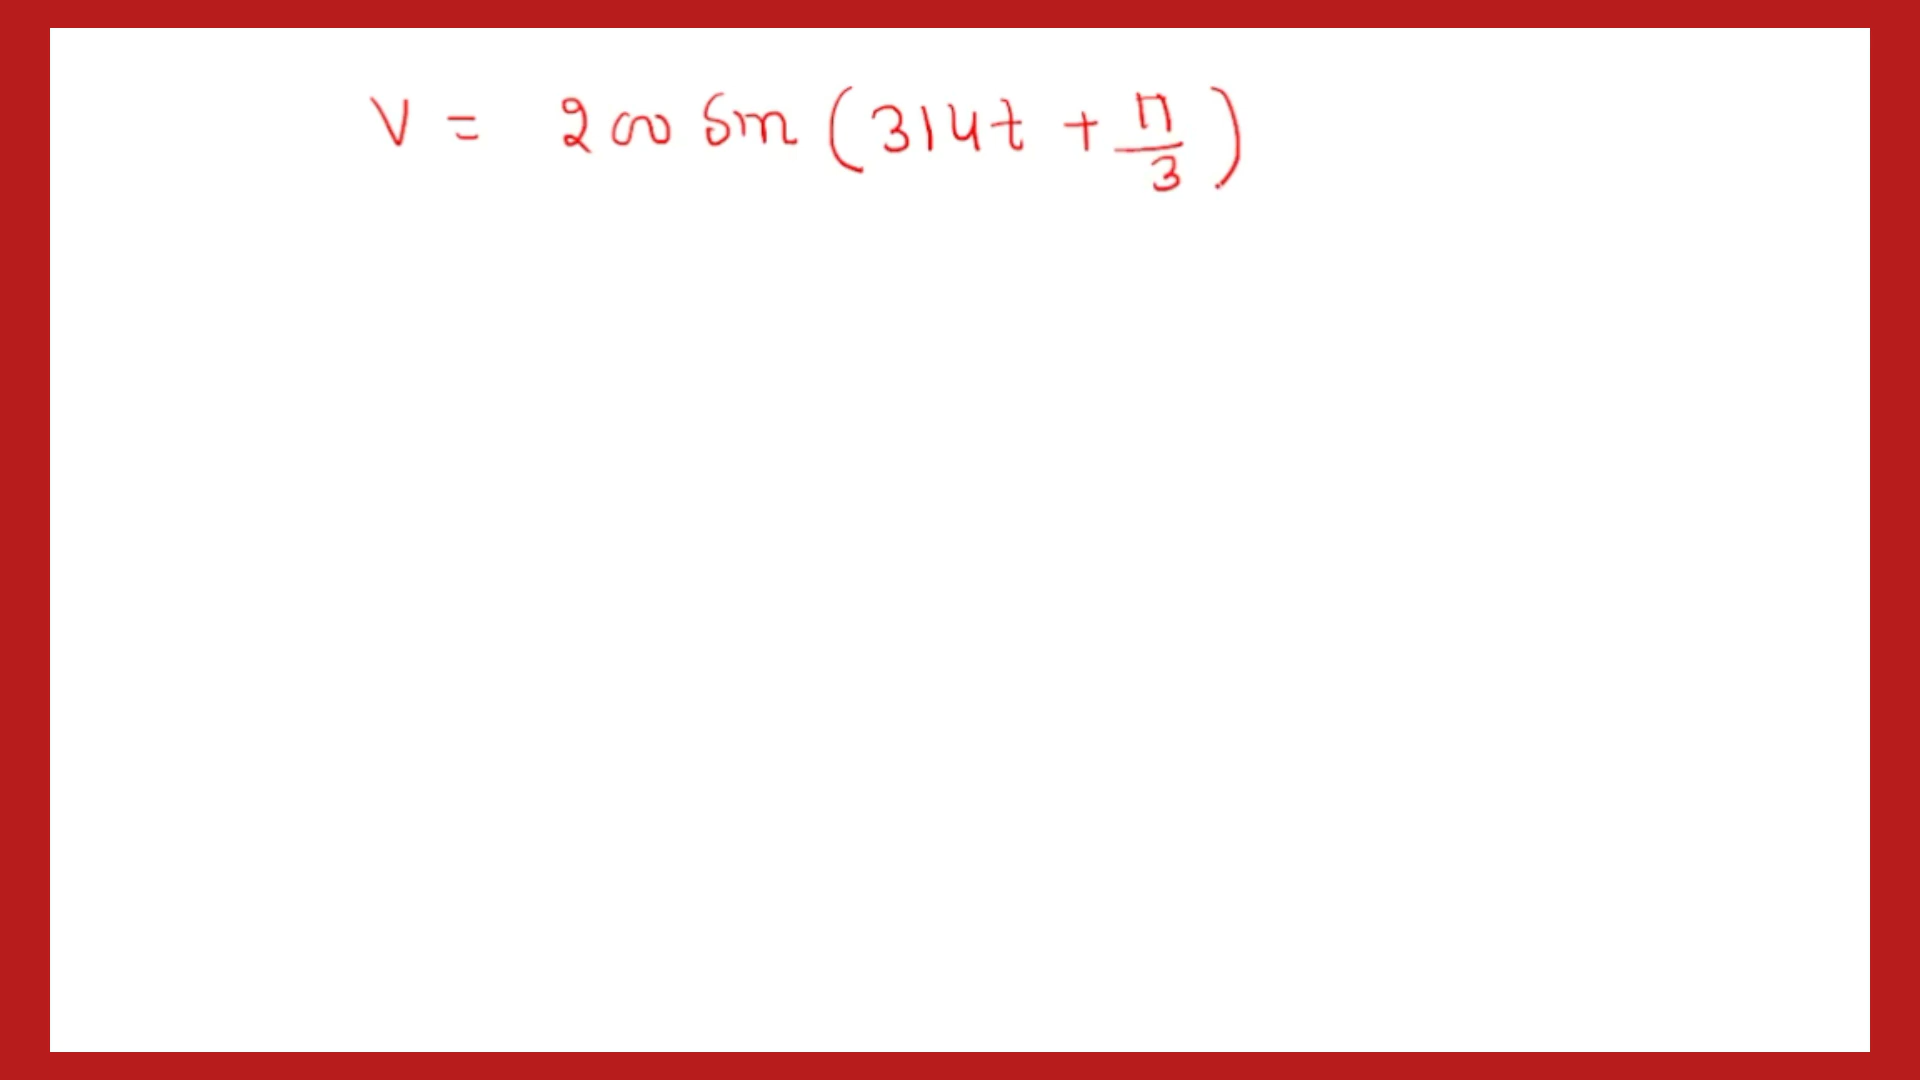 V = 200 Sin (314t + π/3)